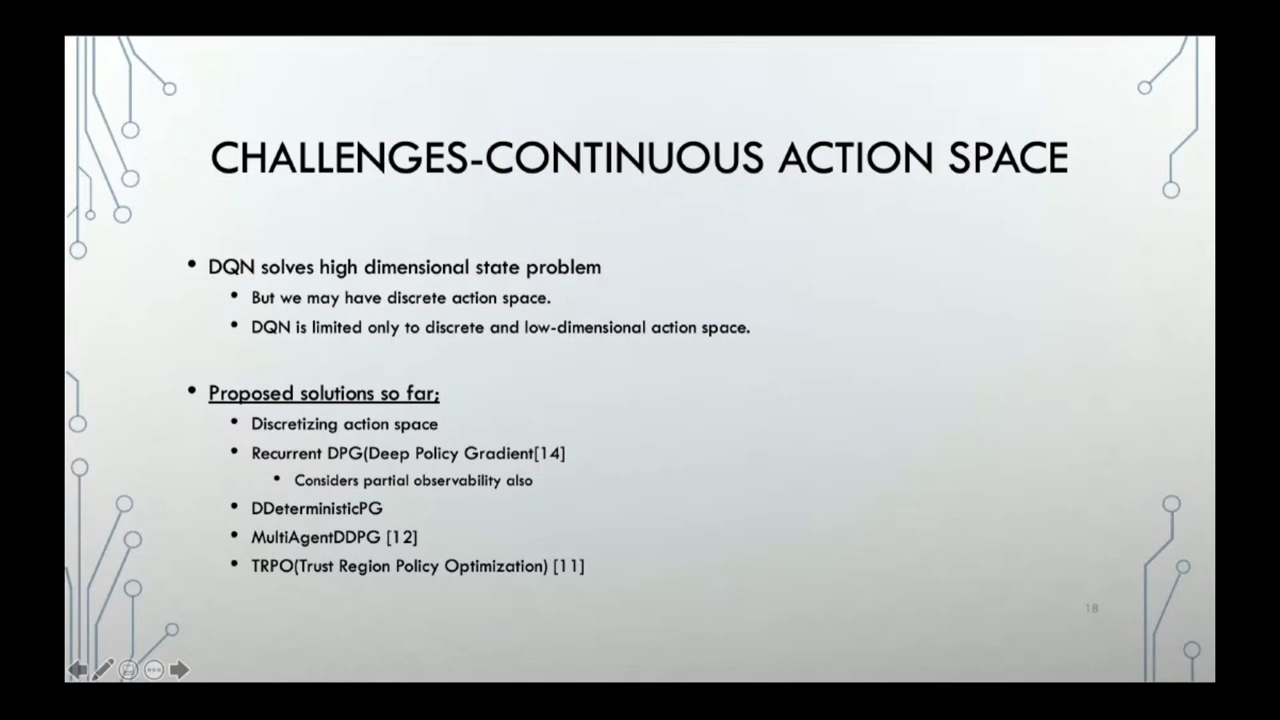 CHALLENGES-CONTINUOUS ACTION SPACE
• DQN solves high dimensional state problem
• But we may have discrete action space.
• DQN is limited only to discrete and low-dimensional action space.
• Proposed solutions so far;
• Discretizing action space
• Recurrent DPG(Deep Policy Gradient[14]
• Considers partial observability also
• DDeterministicPG
• MultiAgentDDPG [12]
• TRPO(Trust Region Policy Optimization) [11]
18